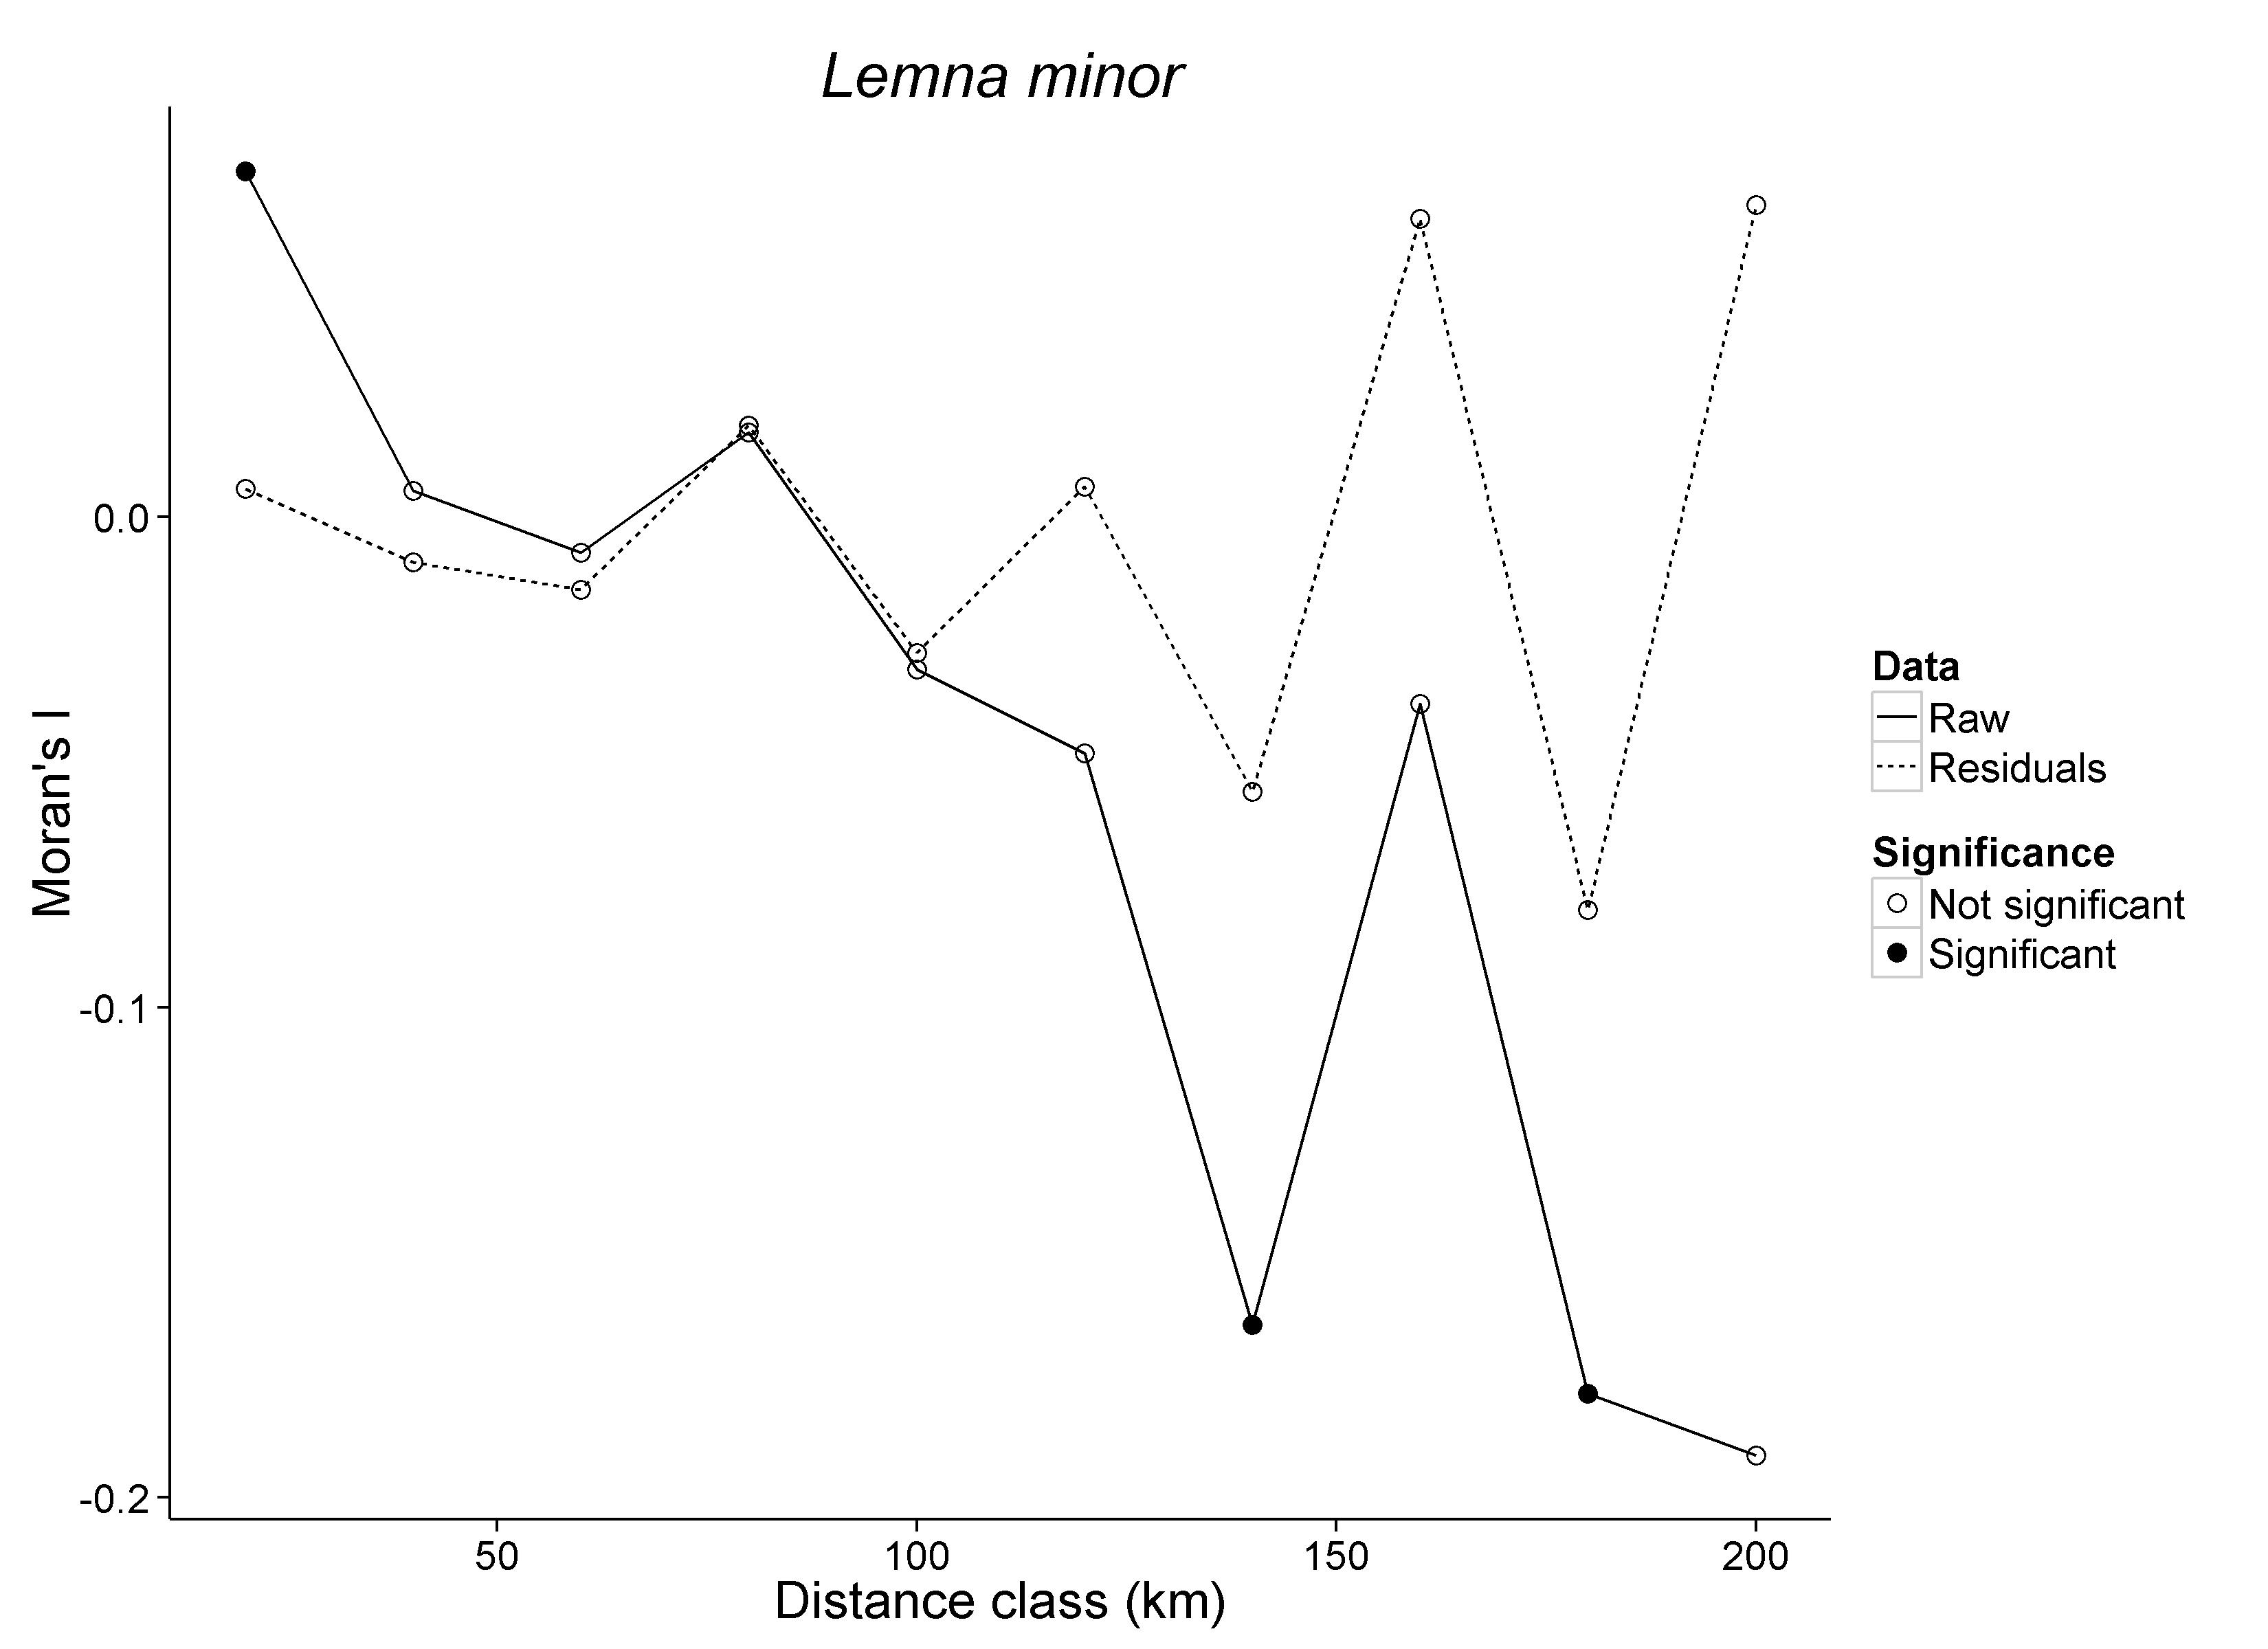 Lemna minor
Moran's I
0.0
-0.1
-0.2
50
100
150
200
Distance class (km)
Data
Raw
Residuals
Significance
Not significant
Significant